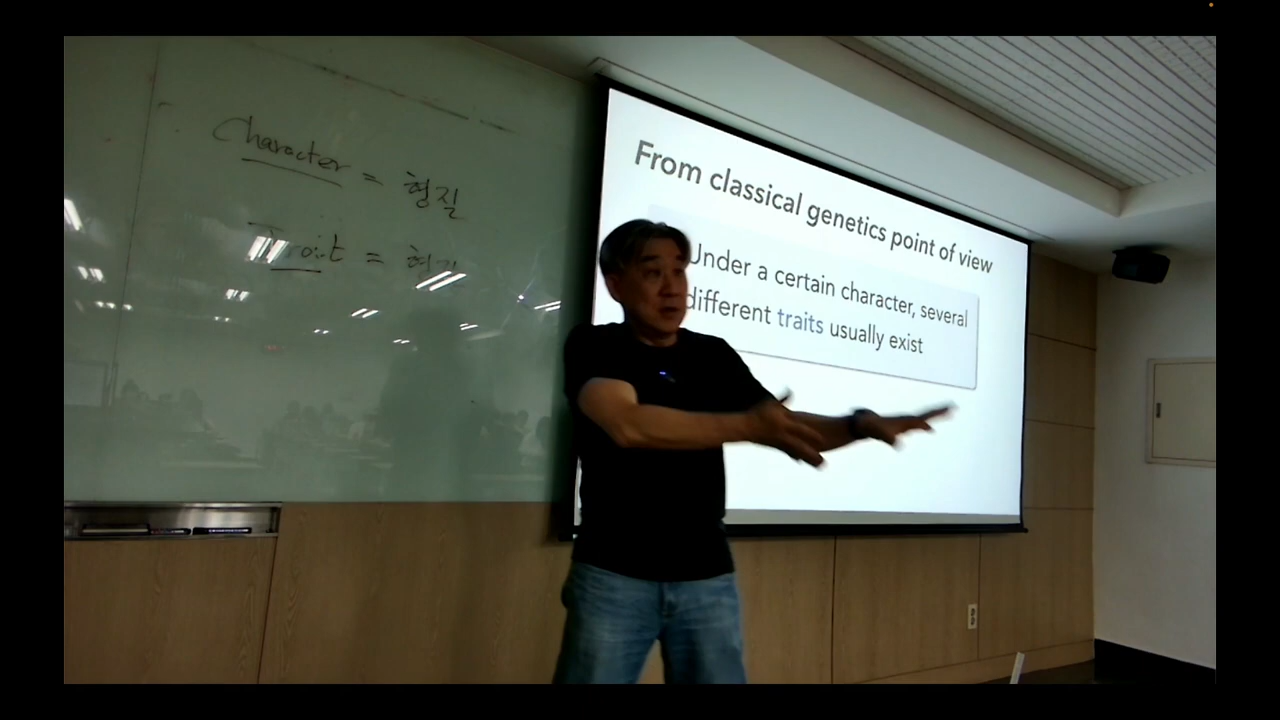 Character = 형질
Trait = 형질
From classical genetics point of view
Under a certain character, several
different traits usually exist